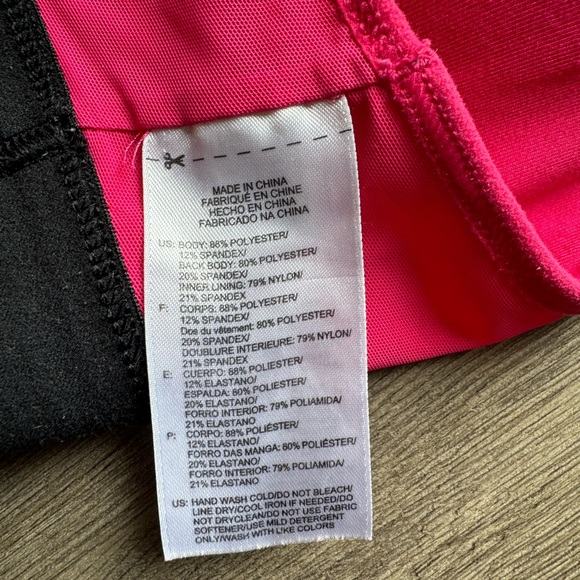 MADE IN CHINA
FABRIQUÉ EN CHINE
HECHO EN CHINA
FABRICADO NA CHINA
US: BODY: 88% POLYESTER/
12% SPANDEX/
BACK BODY: 80% POLYESTER/
20% SPANDEX/
INNER LINING: 79% NYLON/
21% SPANDEX
F: CORPS: 88% POLYESTER/
12% SPANDEX/
Dos du vêtement: 80% POLYESTER/
20% SPANDEX/
DOUBLURE INTERIEURE: 79% NYLON/
21% SPANDEX
E: CUERPO: 88% POLIESTER/
12% ELASTANO/
ESPALDA: 80% POLIESTER/
20% ELASTANO/
FORRO INTERIOR: 79% POLIAMIDA/
21% ELASTANO
P: CORPO: 88% POLIÉSTER/
12% ELASTANO/
FORRO DAS MANGA: 80% POLIÉSTER/
20% ELASTANO/
FORRO INTERIOR: 79% POLIAMIDA/
21% ELASTANO
US: HAND WASH COLD/DO NOT BLEACH/
LINE DRY/COOL IRON IF NEEDED/DO
NOT DRYCLEAN/DO NOT USE FABRIC
SOFTENER/USE MILD DETERGENT
ONLY/WASH WITH LIKE COLORS